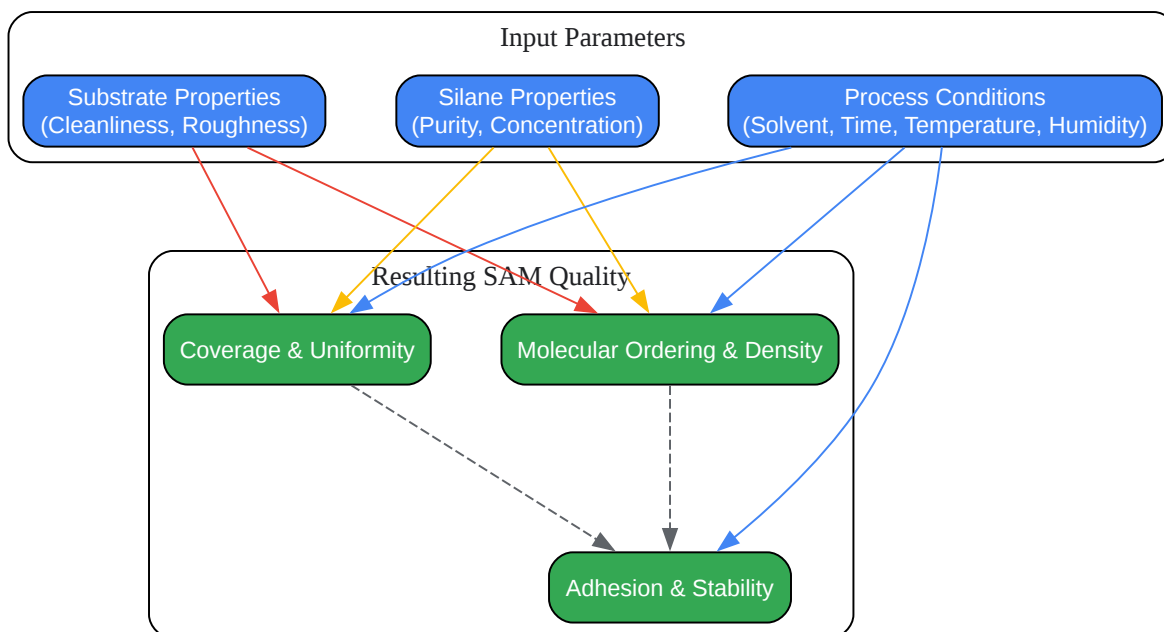 Input Parameters
Substrate Properties
(Cleanliness, Roughness)
Silane Properties
(Purity, Concentration)
Process Conditions
(Solvent, Time, Temperature, Humidity)
Resulting SAM Quality
Coverage & Uniformity
Molecular Ordering & Density
Adhesion & Stability